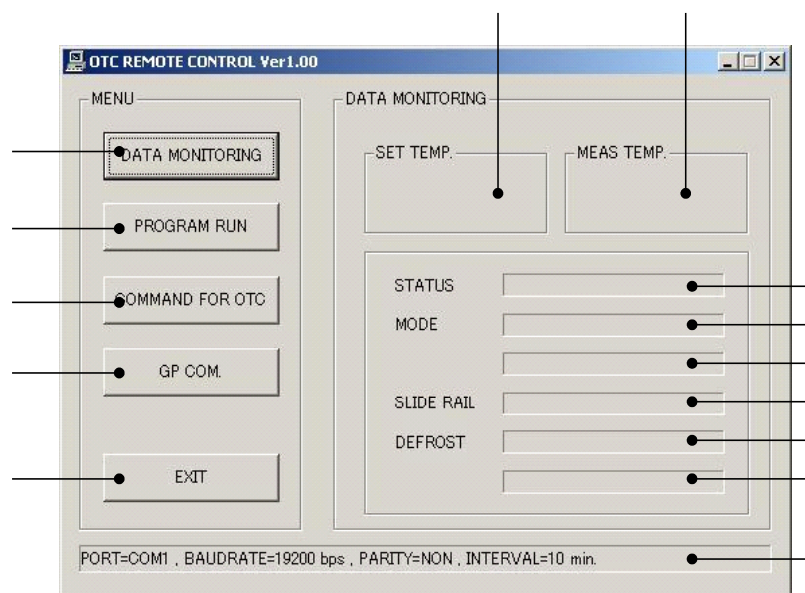 OTC REMOTE CONTROL Ver1.00
MENU
DATA MONITORING
PROGRAM RUN
COMMAND FOR OTC
GP COM.
EXIT
DATA MONITORING
SET TEMP.
MEAS TEMP.
STATUS
MODE
SLIDE RAIL
DEFROST
PORT=COM1 , BAUDRATE=19200 bps , PARITY=NON , INTERVAL=10 min.